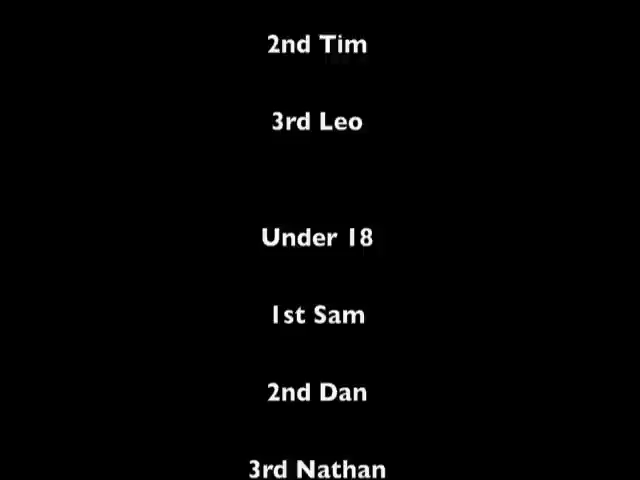 2nd Tim
3rd Leo
Under 18
1st Sam
2nd Dan
3rd Nathan